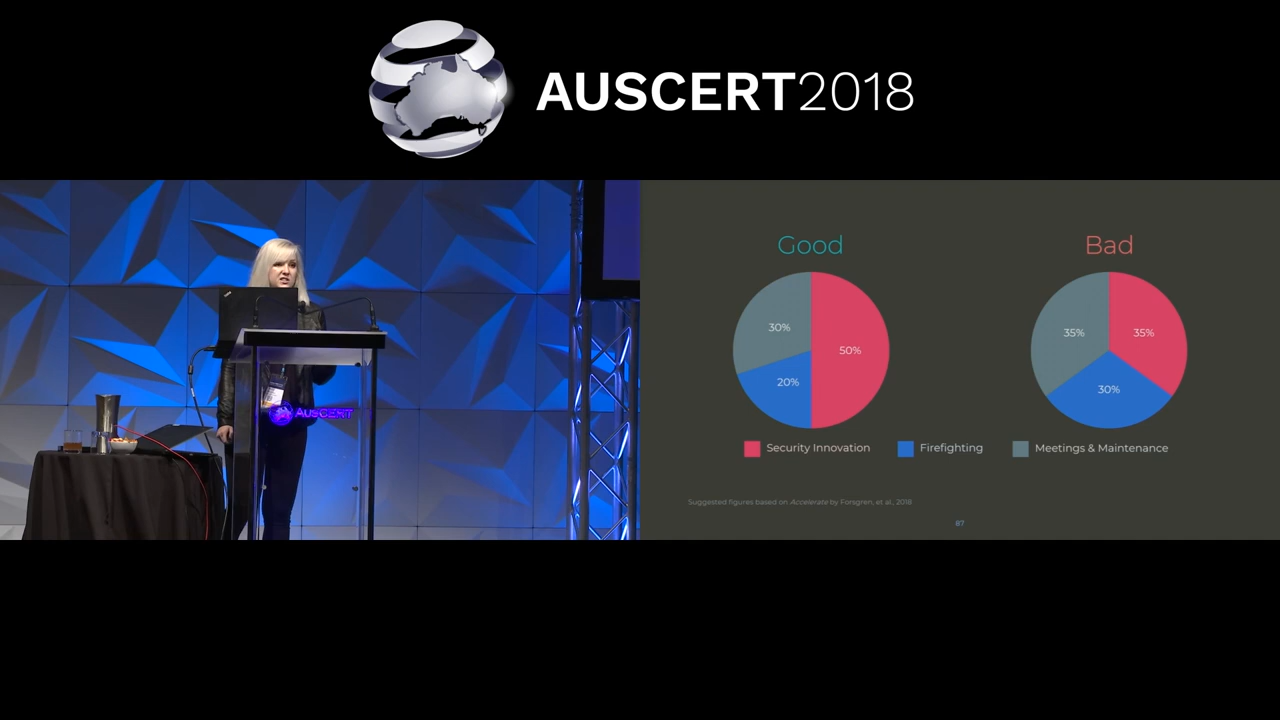 AUSCERT2018
AUSCERT
Good
Bad
30%
50%
20%
35%
35%
30%
Security Innovation
Firefighting
Meetings & Maintenance
Suggested figures based on Accelerate by Forsgren, et al., 2018
87